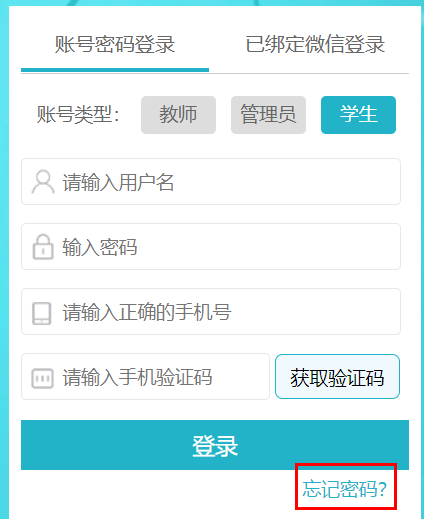 账号密码登录 已绑定微信登录
账号类型： 教师 管理员 学生
请输入用户名
输入密码
请输入正确的手机号
请输入手机验证码 获取验证码
登录
忘记密码?